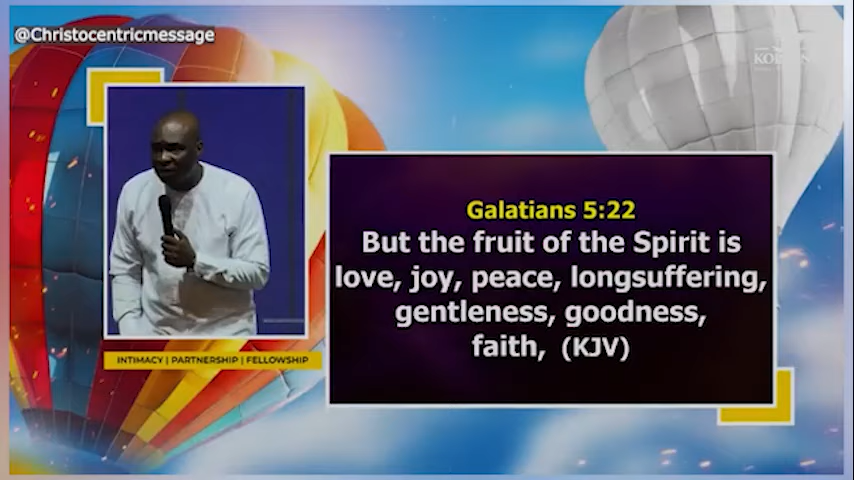 @Christocentricmessage
Galatians 5:22
But the fruit of the Spirit is
love, joy, peace, longsuffering,
gentleness, goodness,
faith, (KJV)
INTIMACY | PARTNERSHIP | FELLOWSHIP